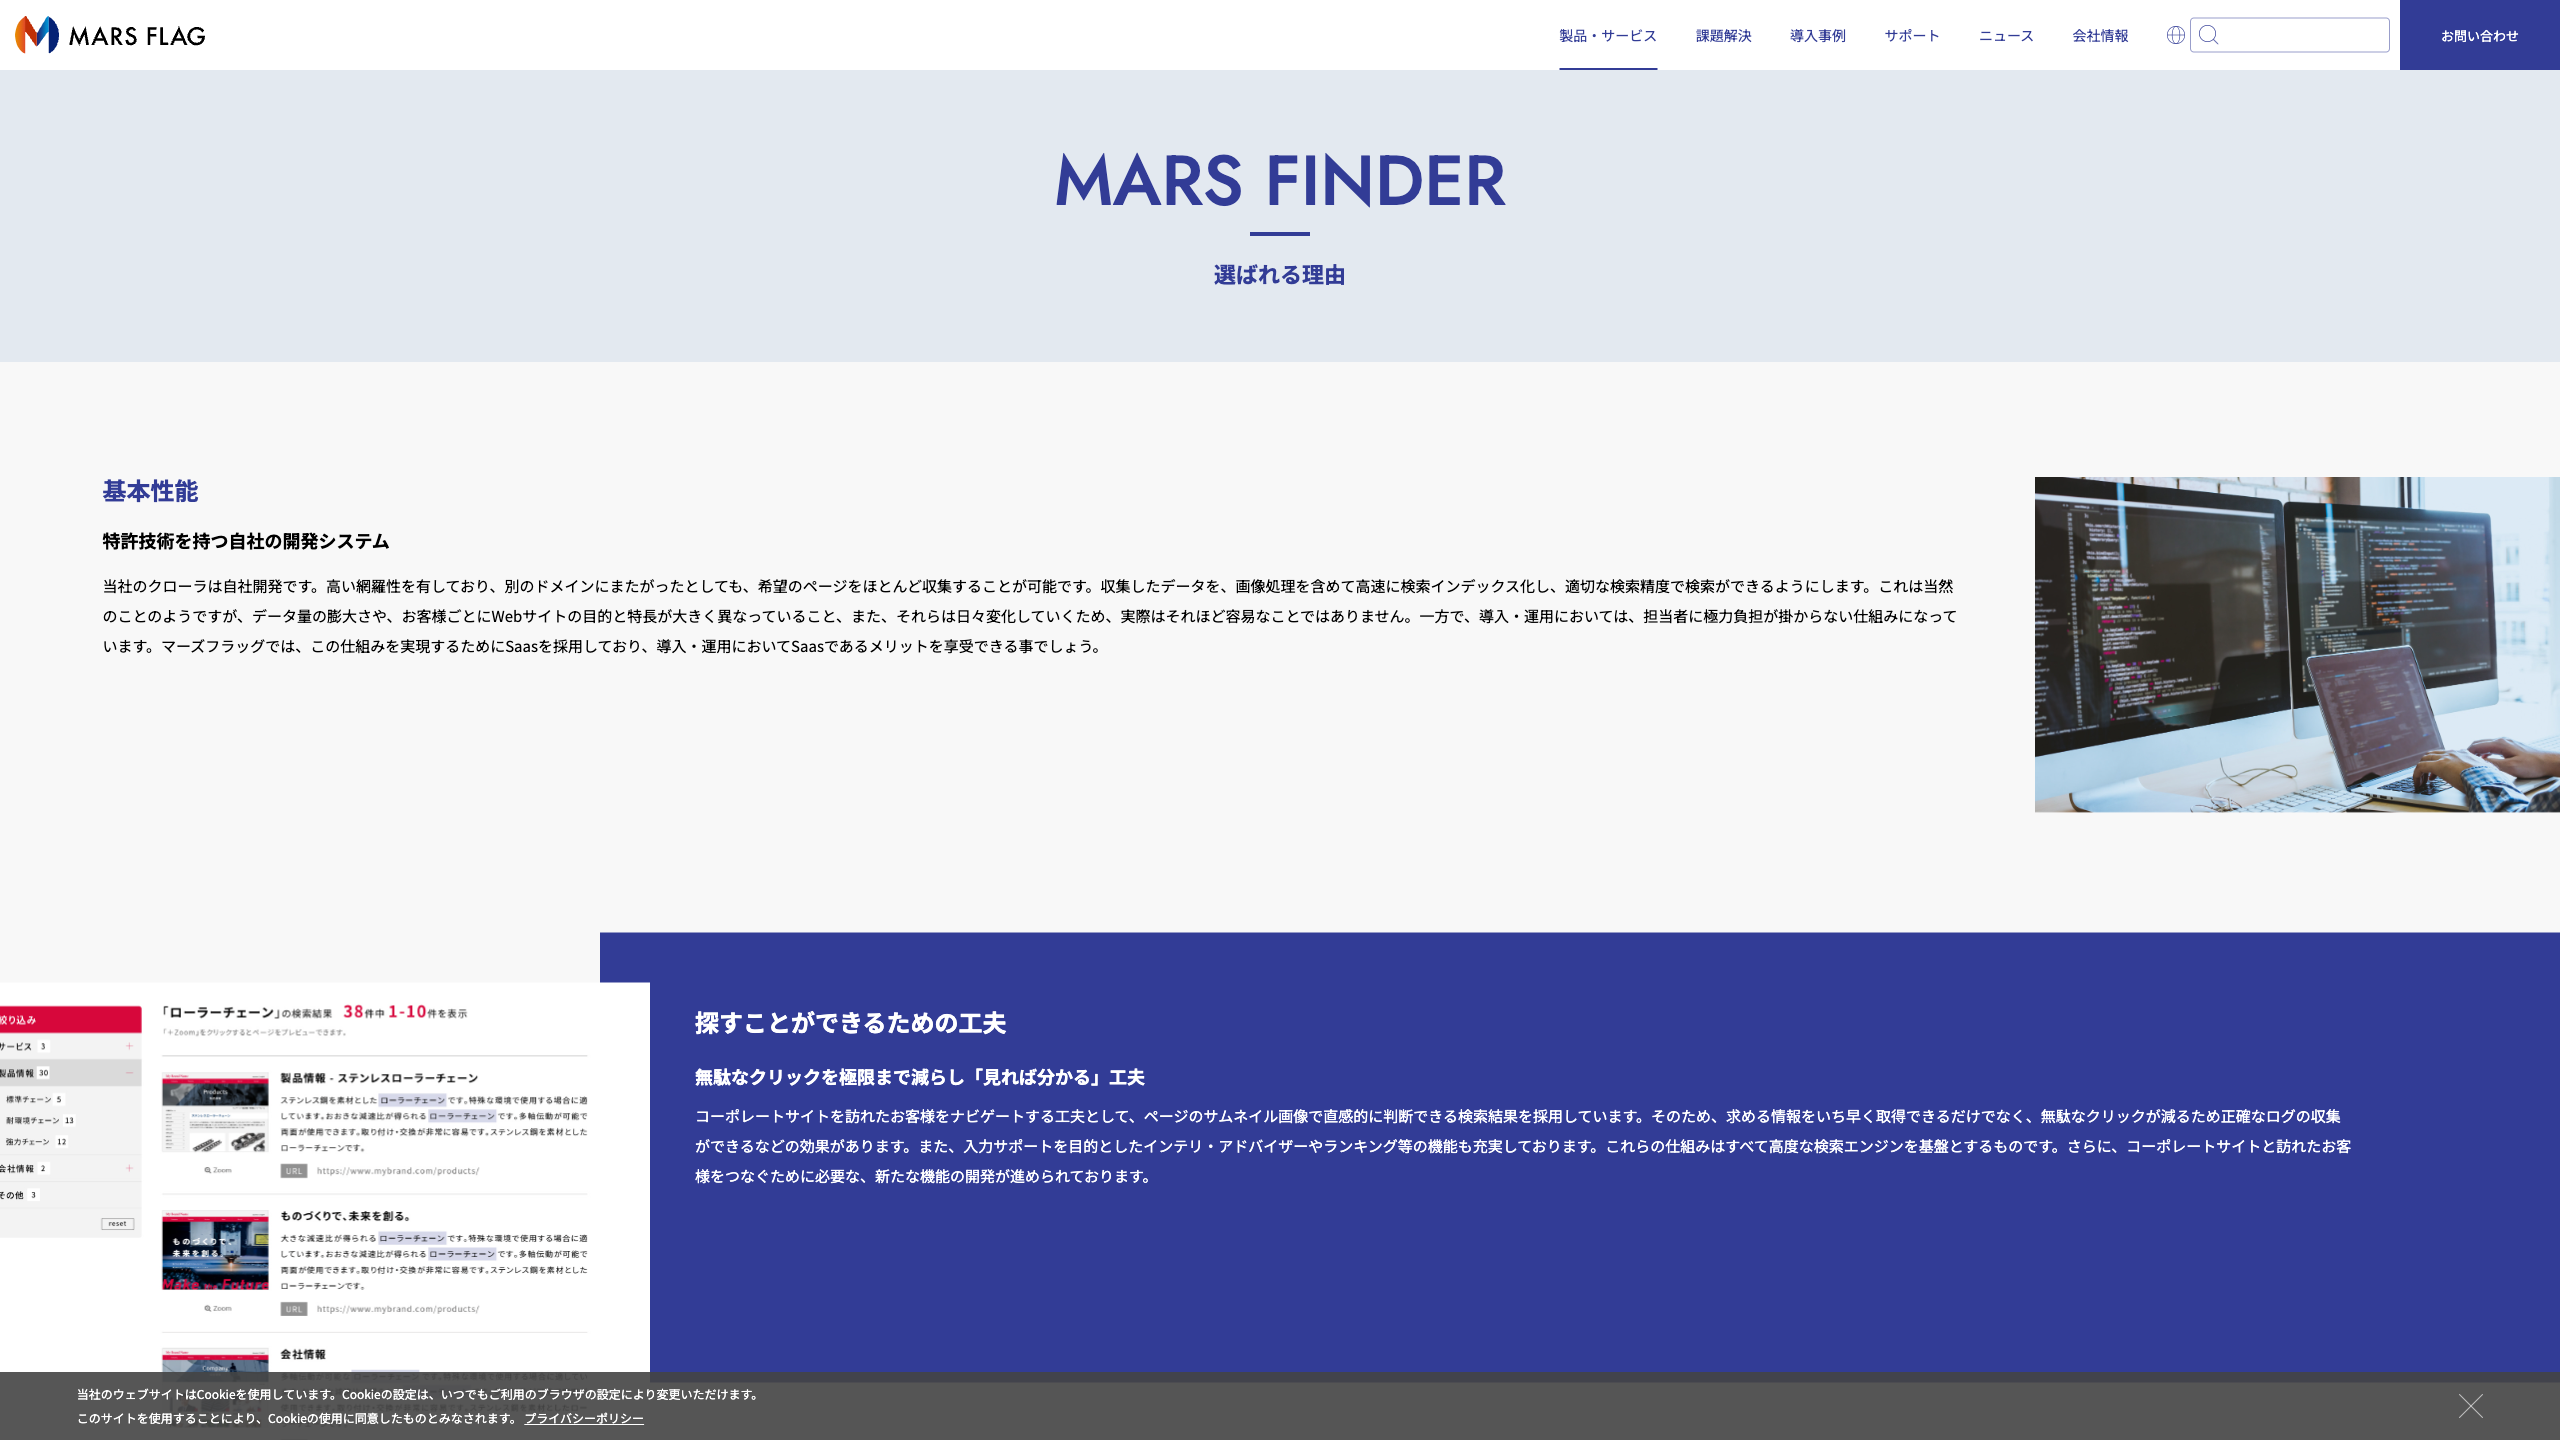 MARS FLAG
製品・サービス
課題解決
導入事例
サポート
ニュース
会社情報
お問い合わせ
MARS FINDER
選ばれる理由
基本性能
特許技術を持つ自社の開発システム
当社のクローラは自社開発です。高い網羅性を有しており、別のドメインにまたがったとしても、希望のページをほとんど収集することが可能です。収集したデータを、画像処理を含めて高速に検索インデックス化し、適切な検索精度で検索ができるようにします。これは当然
のことのようですが、データ量の膨大さや、お客様ごとにWebサイトの目的と特長が大きく異なっていること、また、それらは日々変化していくため、実際はそれほど容易なことではありません。一方で、導入・運用においては、担当者に極力負担が掛からない仕組みになって
います。マーズフラッグでは、この仕組みを実現するためにSaasを採用しており、導入・運用においてSaasであるメリットを享受できる事でしょう。
絞り込み
サービス 3
製品情報 30
標準チェーン 5
耐環境チェーン 13
強力チェーン 12
会社情報 2
その他 3
reset
「ローラーチェーン」の検索結果 38件中 1-10件を表示
「+Zoom」をクリックするとページをプレビューできます。
製品情報 - ステンレスローラーチェーン
ステンレス鋼を素材とした ローラーチェーン です。特殊な環境で使用する場合に適
しています。おおきな減速比が得られる ローラーチェーン です。多軸伝動が可能で
両面が使用できます。取り付け・交換が非常に容易です。ステンレス鋼を素材とした
ローラーチェーンです。
Products
Zoom
URL https://www.mybrand.com/products/
ものづくりで、未来を創る。
大きな減速比が得られる ローラーチェーン です。特殊な環境で使用する場合に適
しています。おおきな減速比が得られる ローラーチェーン です。多軸伝動が可能で
両面が使用できます。取り付け・交換が非常に容易です。ステンレス鋼を素材とした
ローラーチェーンです。
ものづくりで、
未来を創る。
Zoom
URL https://www.mybrand.com/products/
会社情報
Company
探すことができるための工夫
無駄なクリックを極限まで減らし「見れば分かる」工夫
コーポレートサイトを訪れたお客様をナビゲートする工夫として、ページのサムネイル画像で直感的に判断できる検索結果を採用しています。そのため、求める情報をいち早く取得できるだけでなく、無駄なクリックが減るため正確なログの収集
ができるなどの効果があります。また、入力サポートを目的としたインテリ・アドバイザーやランキング等の機能も充実しております。これらの仕組みはすべて高度な検索エンジンを基盤とするものです。さらに、コーポレートサイトと訪れたお客
様をつなぐために必要な、新たな機能の開発が進められております。
当社のウェブサイトはCookieを使用しています。Cookieの設定は、いつでもご利用のブラウザの設定により変更いただけます。
このサイトを使用することにより、Cookieの使用に同意したものとみなされます。 プライバシーポリシー